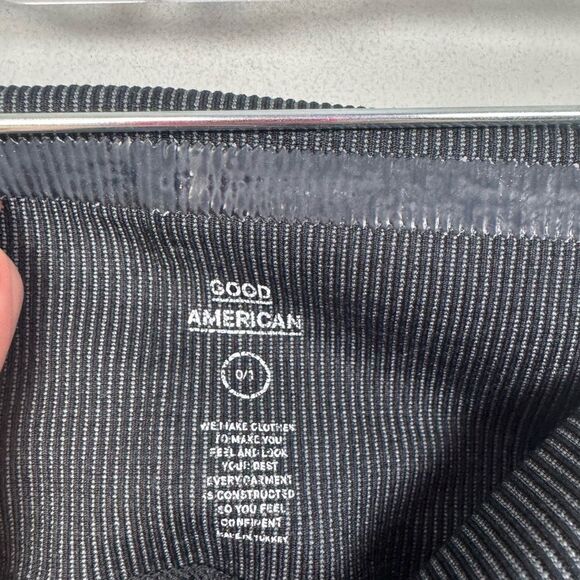 GOOD
AMERICAN
0/1
WE MAKE CLOTHES
TO MAKE YOU
FEEL AND LOOK
YOUR BEST
EVERY GARMENT
IS CONSTRUCTED
SO YOU FEEL
CONFIDENT
MADE IN TURKEY